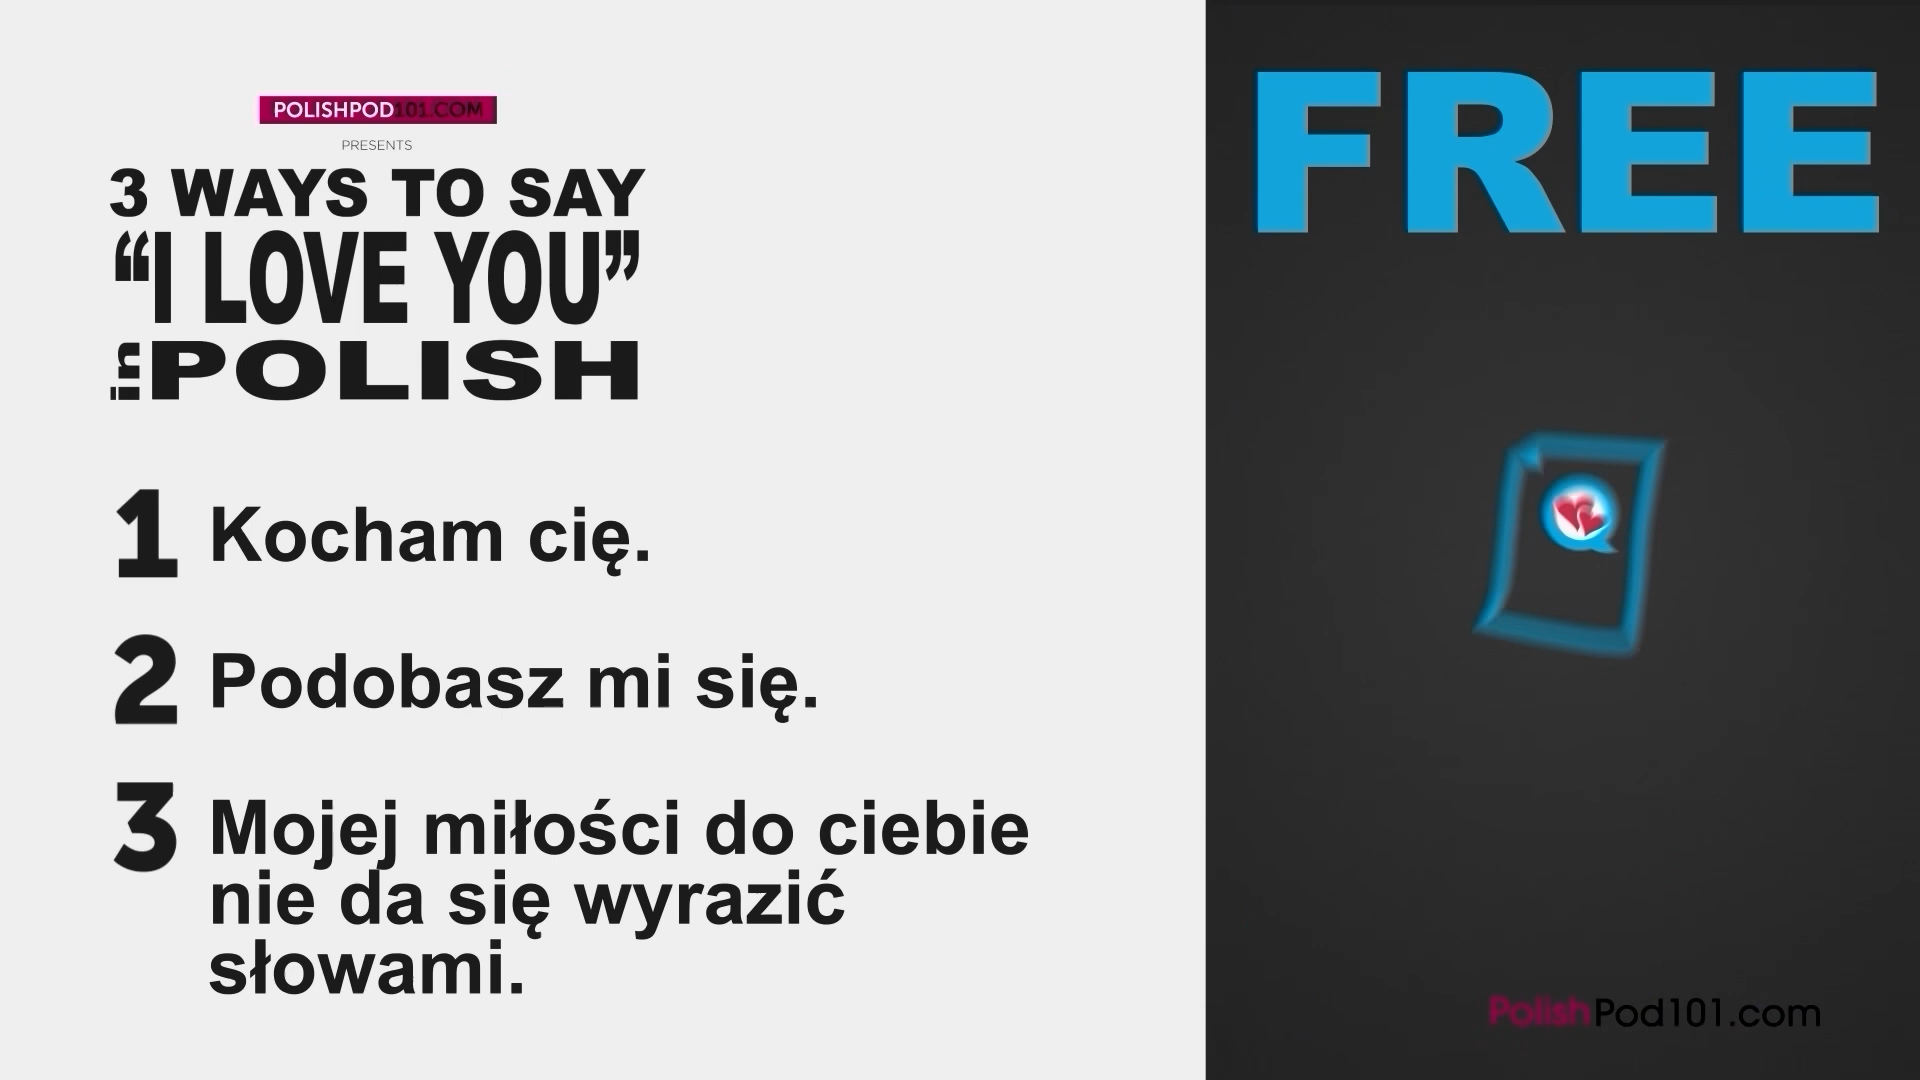 POLISHPOD101.COM
PRESENTS
3 WAYS TO SAY
“I LOVE YOU”
in POLISH
1 Kocham cię.
2 Podobasz mi się.
3 Mojej miłości do ciebie
nie da się wyrazić
słowami.
FREE
PolishPod101.com